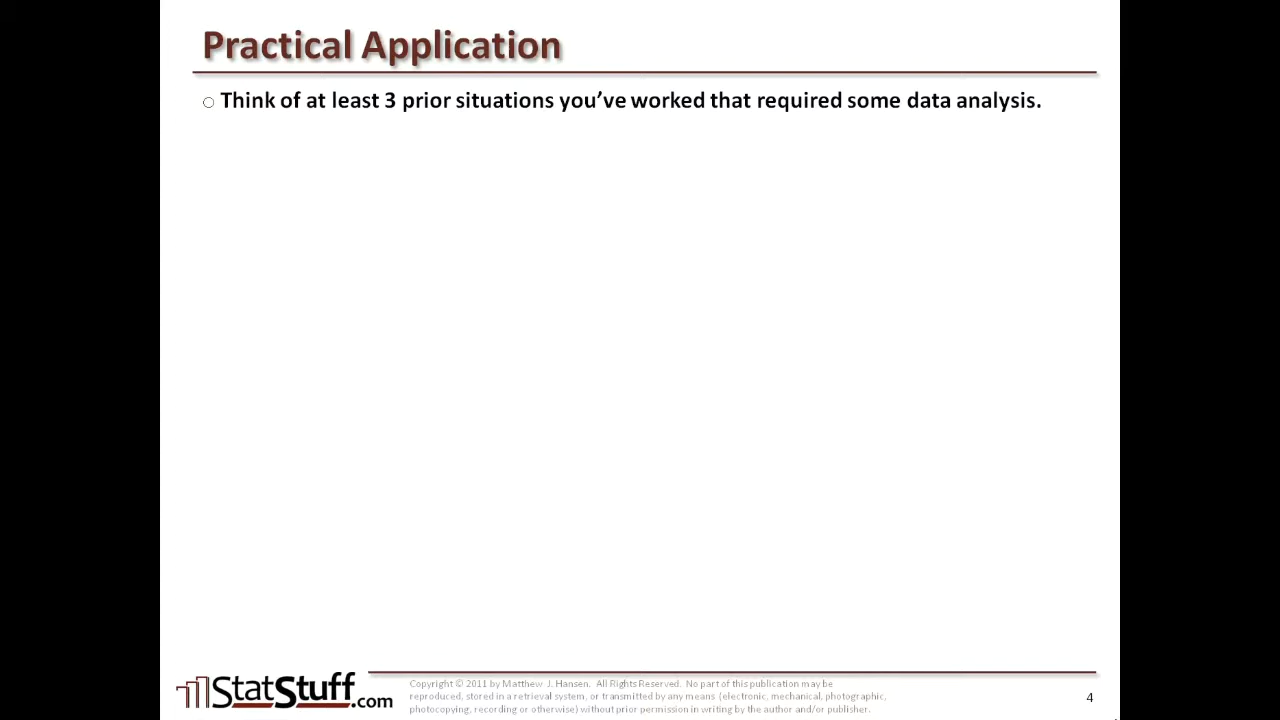 Practical Application
○ Think of at least 3 prior situations you’ve worked that required some data analysis.
StatStuff.com
Copyright © 2011 by Matthew J. Hansen. All Rights Reserved. No part of this publication may be
reproduced, stored in a retrieval system, or transmitted by any means (electronic, mechanical, photographic,
photocopying, recording or otherwise) without prior permission in writing by the author and/or publisher.
4